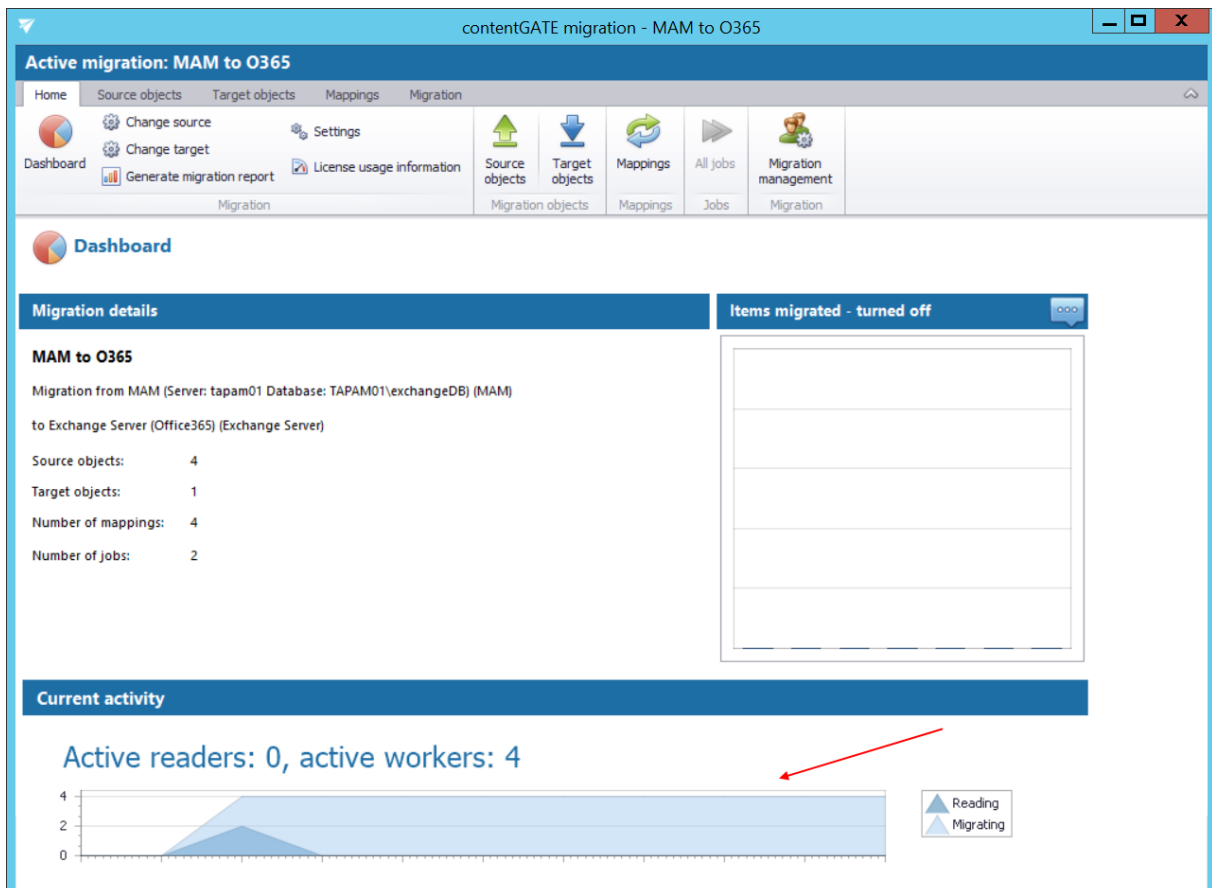 contentGATE migration - MAM to O365
X
Active migration: MAM to O365
Home Source objects Target objects Mappings Migration
Dashboard
Change source
Change target
Generate migration report
Settings
License usage information
Source objects
Target objects
Mappings
All jobs
Migration management
Migration Migration objects Mappings Jobs Migration
Dashboard
Migration details
Items migrated - turned off
MAM to O365
Migration from MAM (Server: tapam01 Database: TAPAM01\exchangeDB) (MAM)
to Exchange Server (Office365) (Exchange Server)
Source objects: 4
Target objects: 1
Number of mappings: 4
Number of jobs: 2
Current activity
Active readers: 0, active workers: 4
4
2
0
Reading
Migrating